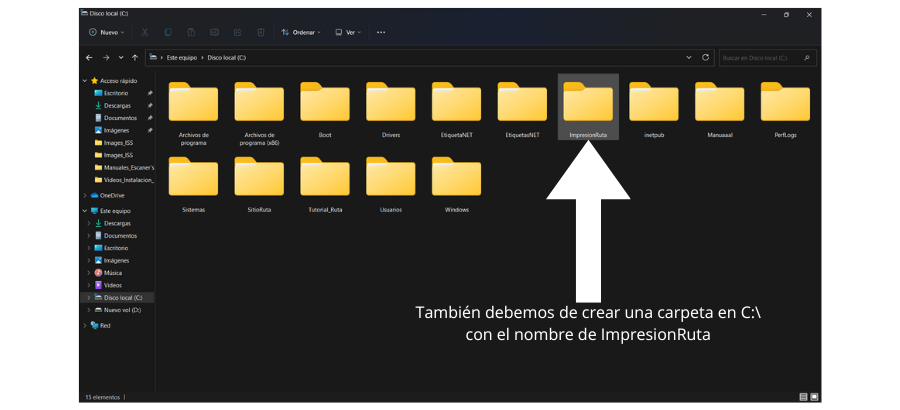 Disco local (C:)
Nuevo
Ordenar
Ver
Este equipo > Disco local (C:)
Buscar en Disco local (C:)
Acceso rápido
Escritorio
Descargas
Documentos
Imágenes
Images_ISS
Images_ISS
Manuales_Escaner's
Videos_Instalacion_
OneDrive
Este equipo
Descargas
Documentos
Escritorio
Imágenes
Música
Videos
Disco local (C:)
Nuevo vol (D:)
Red
Archivos de
programa
Archivos de
programa (x86)
Boot
Drivers
EtiquetaNET
EtiquetasNET
ImpresionRuta
inetpub
Manuaaal
PerfLogs
Sistemas
SitioRuta
Tutorial_Ruta
Usuarios
Windows
También debemos de crear una carpeta en C:\
con el nombre de ImpresionRuta
15 elementos